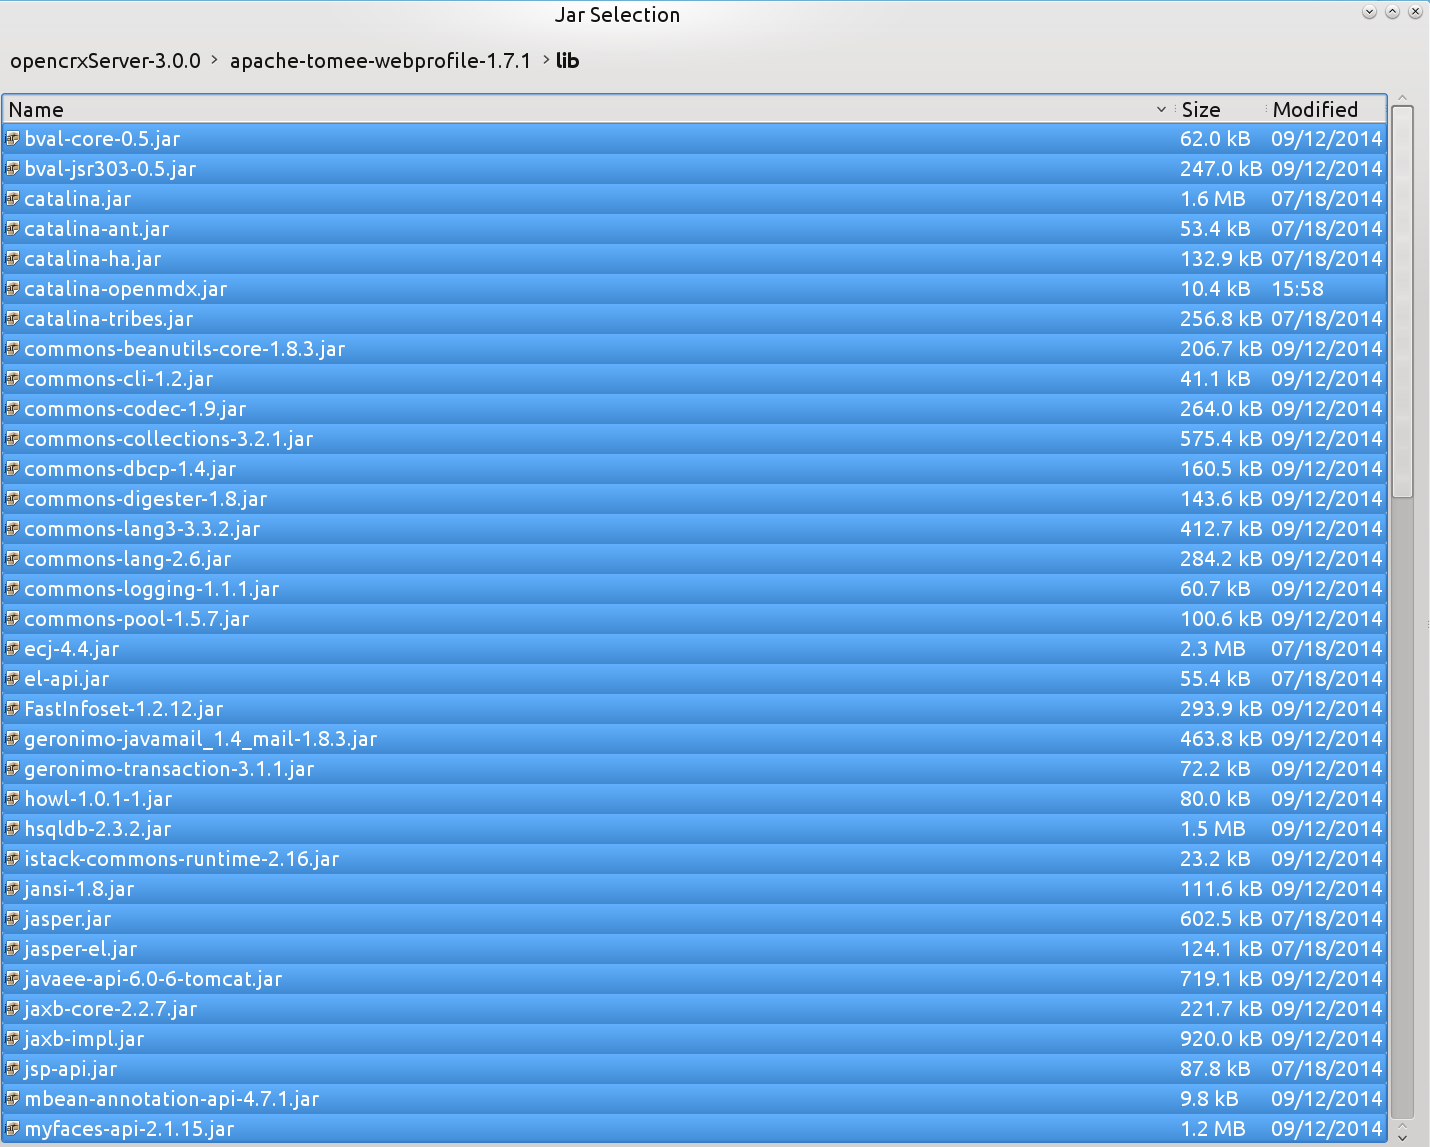 Jar Selection
opencrxServer-3.0.0 > apache-tomee-webprofile-1.7.1 > lib
Name Size Modified
bval-core-0.5.jar 62.0 kB 09/12/2014
bval-jsr303-0.5.jar 247.0 kB 09/12/2014
catalina.jar 1.6 MB 07/18/2014
catalina-ant.jar 53.4 kB 07/18/2014
catalina-ha.jar 132.9 kB 07/18/2014
catalina-openmdx.jar 10.4 kB 15:58
catalina-tribes.jar 256.8 kB 07/18/2014
commons-beanutils-core-1.8.3.jar 206.7 kB 09/12/2014
commons-cli-1.2.jar 41.1 kB 09/12/2014
commons-codec-1.9.jar 264.0 kB 09/12/2014
commons-collections-3.2.1.jar 575.4 kB 09/12/2014
commons-dbcp-1.4.jar 160.5 kB 09/12/2014
commons-digester-1.8.jar 143.6 kB 09/12/2014
commons-lang3-3.3.2.jar 412.7 kB 09/12/2014
commons-lang-2.6.jar 284.2 kB 09/12/2014
commons-logging-1.1.1.jar 60.7 kB 09/12/2014
commons-pool-1.5.7.jar 100.6 kB 09/12/2014
ecj-4.4.jar 2.3 MB 07/18/2014
el-api.jar 55.4 kB 07/18/2014
FastInfoset-1.2.12.jar 293.9 kB 09/12/2014
geronimo-javamail_1.4_mail-1.8.3.jar 463.8 kB 09/12/2014
geronimo-transaction-3.1.1.jar 72.2 kB 09/12/2014
howl-1.0.1-1.jar 80.0 kB 09/12/2014
hsqldb-2.3.2.jar 1.5 MB 09/12/2014
istack-commons-runtime-2.16.jar 23.2 kB 09/12/2014
jansi-1.8.jar 111.6 kB 09/12/2014
jasper.jar 602.5 kB 07/18/2014
jasper-el.jar 124.1 kB 07/18/2014
javaee-api-6.0-6-tomcat.jar 719.1 kB 09/12/2014
jaxb-core-2.2.7.jar 221.7 kB 09/12/2014
jaxb-impl.jar 920.0 kB 09/12/2014
jsp-api.jar 87.8 kB 07/18/2014
mbean-annotation-api-4.7.1.jar 9.8 kB 09/12/2014
myfaces-api-2.1.15.jar 1.2 MB 09/12/2014